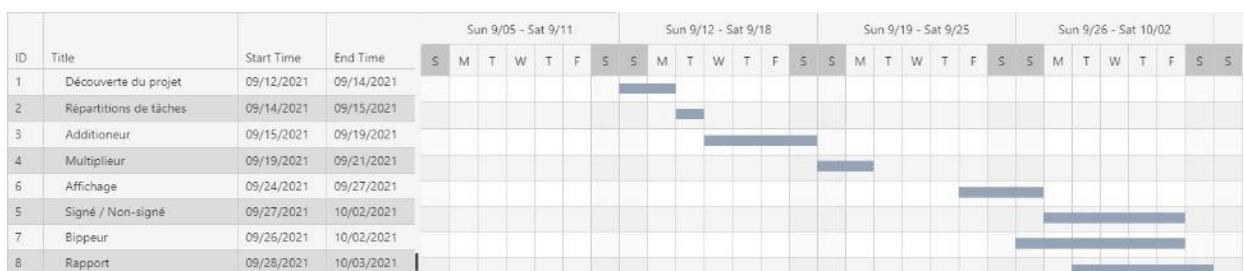 Sun 9/05 - Sat 9/11 Sun 9/12 - Sat 9/18 Sun 9/19 - Sat 9/25 Sun 9/26 - Sat 10/02
ID Title Start Time End Time S M T W T F S S M T W T F S S M T W T F S S M T W T F S S
1 Découverte du projet 09/12/2021 09/14/2021
2 Répartitions de tâches 09/14/2021 09/15/2021
3 Additioneur 09/15/2021 09/19/2021
4 Multiplieur 09/19/2021 09/21/2021
6 Affichage 09/24/2021 09/27/2021
5 Signé / Non-signé 09/27/2021 10/02/2021
7 Bippeur 09/26/2021 10/02/2021
8 Rapport 09/28/2021 10/03/2021